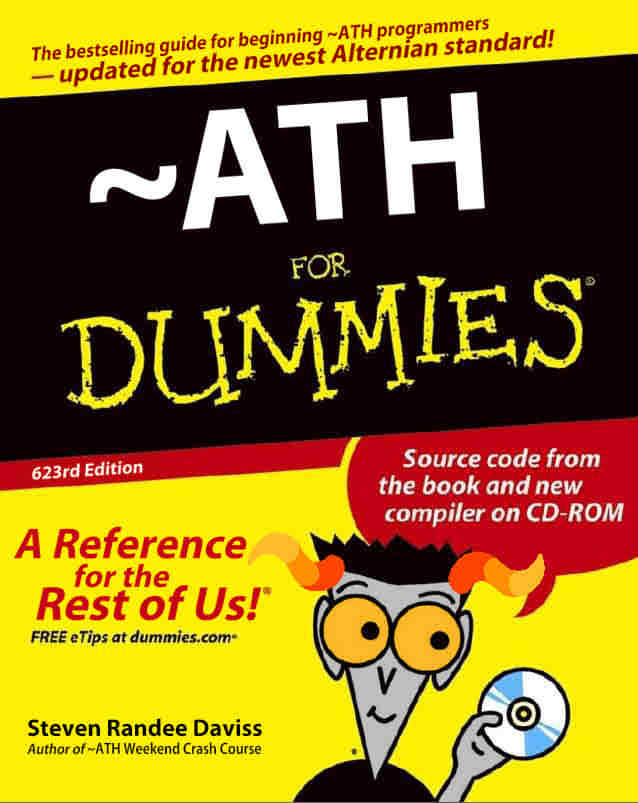 The bestselling guide for beginning ~ATH programmers
— updated for the newest Alternian standard!
~ATH
FOR
DUMMIES®
623rd Edition
Source code from
the book and new
compiler on CD-ROM
A Reference
for the
Rest of Us!®
FREE eTips at dummies.com®
Steven Randee Daviss
Author of ~ATH Weekend Crash Course